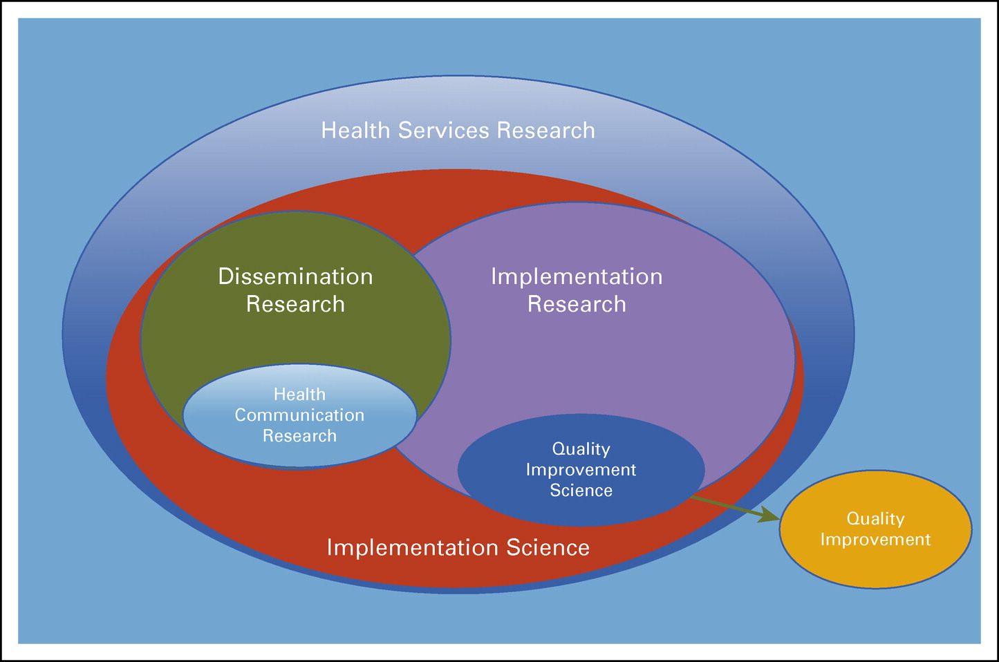 Health Services Research
Dissemination
Research
Implementation
Research
Health
Communication
Research
Quality
Improvement
Science
Quality
Improvement
Implementation Science